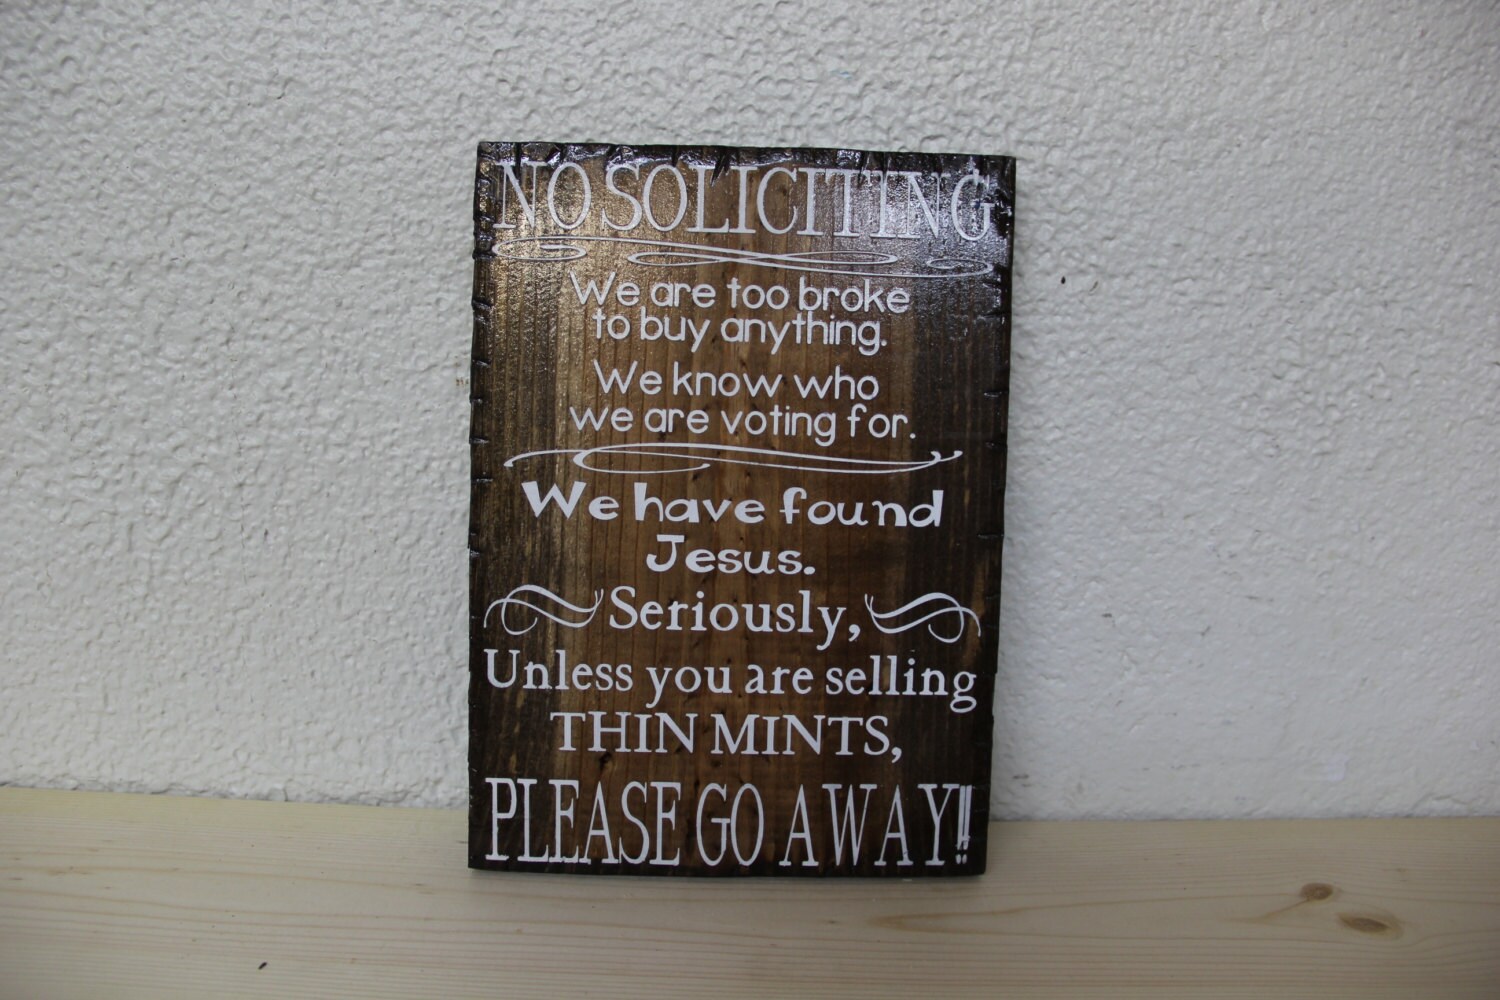 NO SOLICITING
We are too broke
to buy anything.
We know who
we are voting for.
We have found
Jesus.
Seriously,
Unless you are selling
THIN MINTS,
PLEASE GO AWAY!!